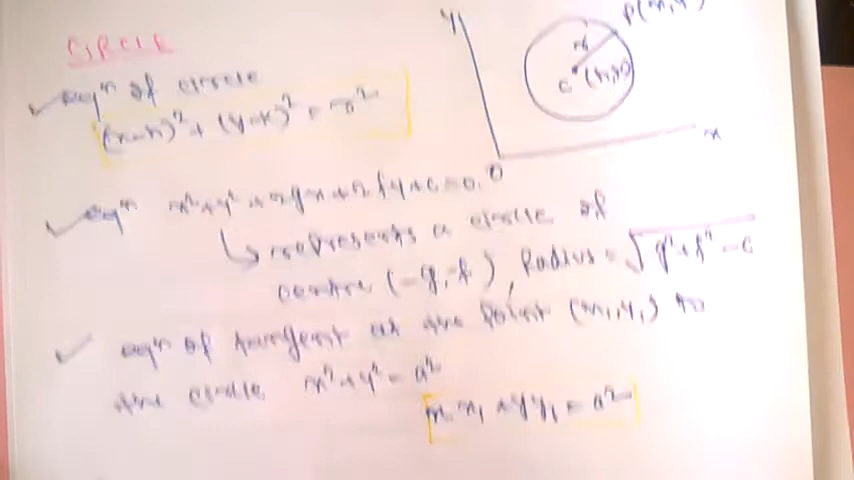 CIRCLE
eqⁿ of circle
(x-h)² + (y-k)² = r²
y
P(x,y)
r
C (h,k)
x
O
eqⁿ x²+y²+2gx+2fy+c=0.
↳ represents a circle of
centre (-g,-f), Radius = √g²+f²-c
eqⁿ of tangent at the point (x₁,y₁) to
the circle x²+y² = a²
xx₁ + yy₁ = a²